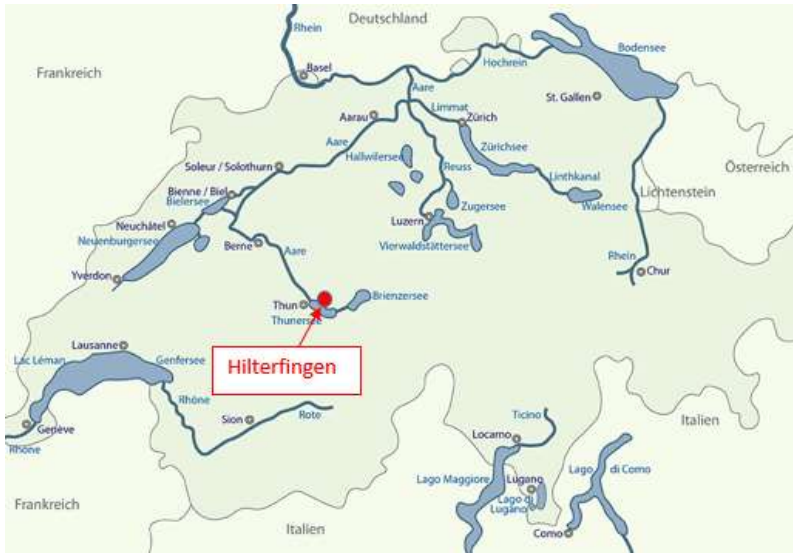 Deutschland
Rhein
Bodensee
Basel
Hochrein
Frankreich
Aare
St. Gallen
Limmat
Aarau
Zürich
Aare
Zürichsee
Hallwilersee
Reuss
Soleur / Solothurn
Linthkanal
Österreich
Bienne / Biel
Bielersee
Lichtenstein
Zugersee
Walensee
Luzern
Neuchâtel
Neuenburgersee
Berne
Aare
Vierwaldstättersee
Rhein
Chur
Yverdon
Brienzersee
Thun
Thunersee
Lausanne
Lac Léman
Genfersee
Hilterfingen
Rhône
Sion
Rote
Ticino
Italien
Genève
Locarno
Rhône
Lago Maggiore
Lugano
Lago di Como
Lago di
Lugano
Frankreich
Italien
Como